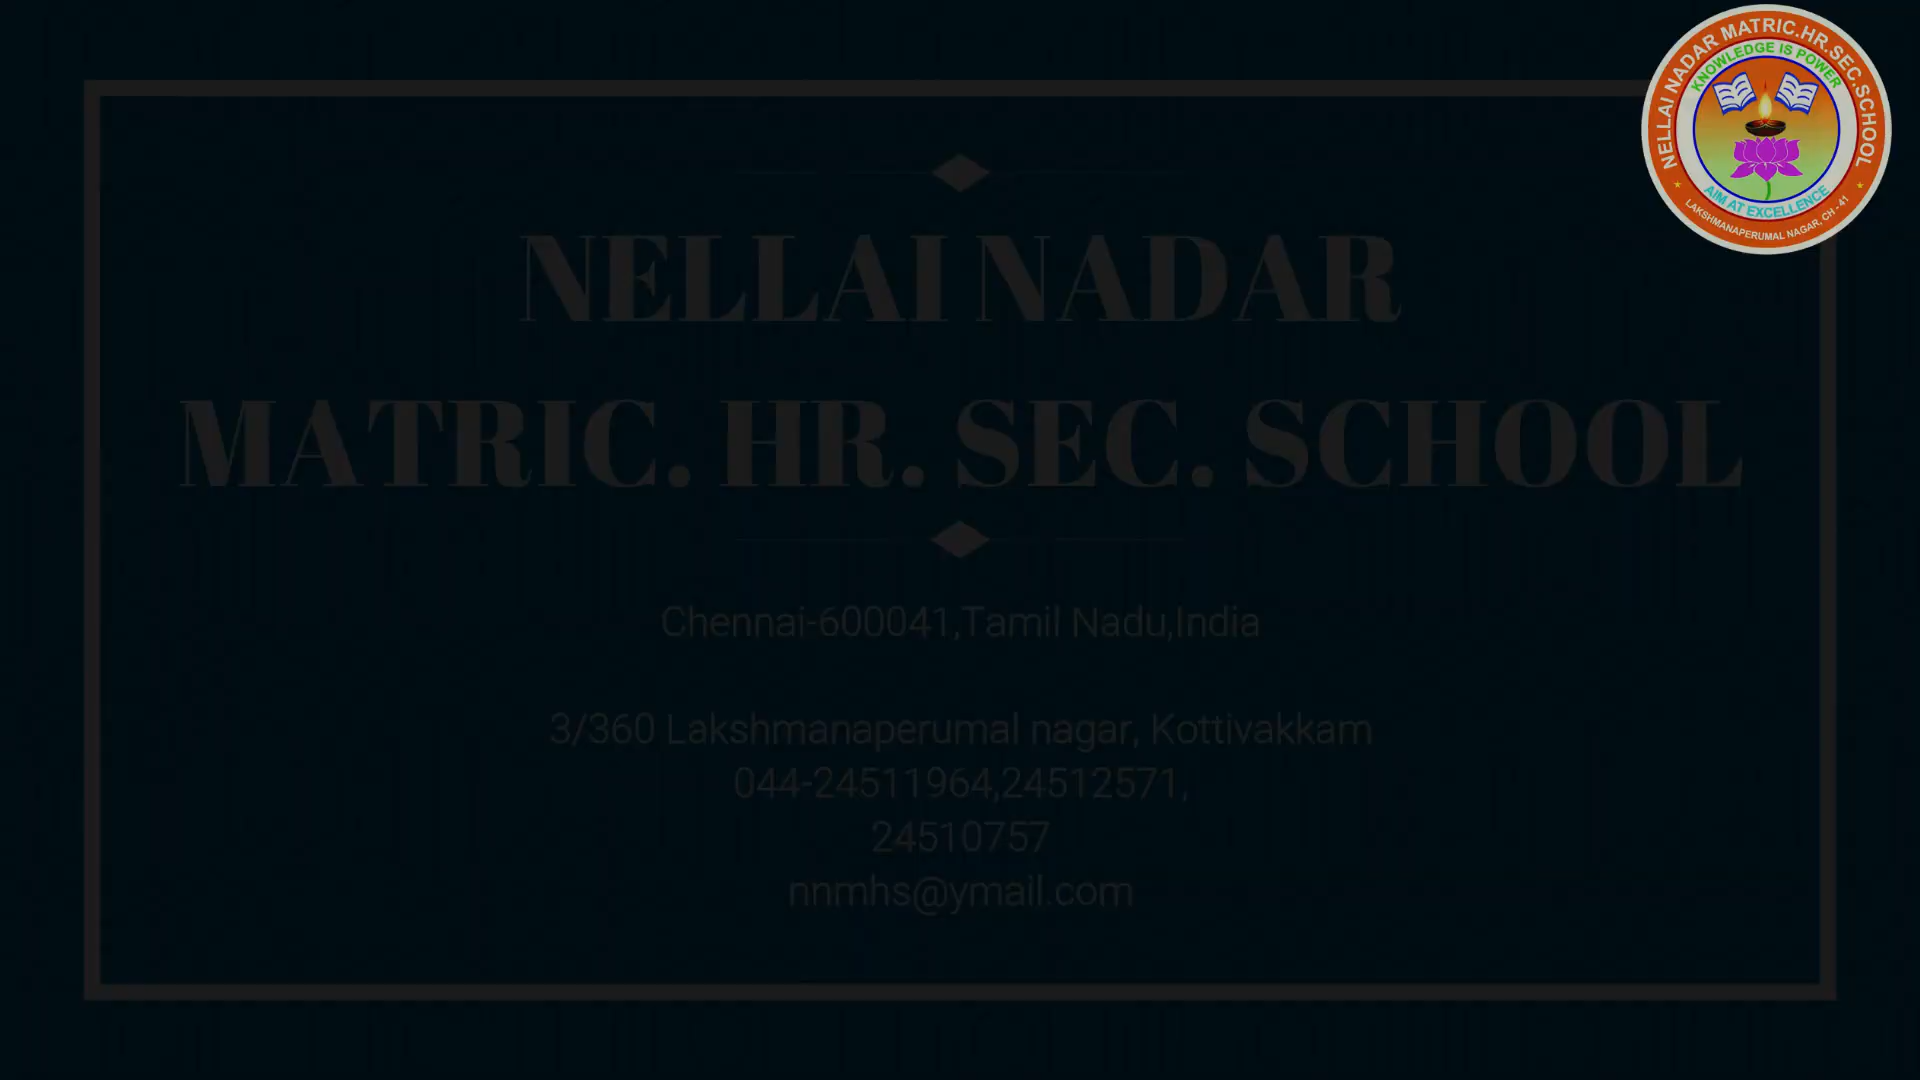 NELLAI NADAR MATRIC.HR.SEC.SCHOOL
KNOWLEDGE IS POWER
AIM AT EXCELLENCE
LAKSHMANAPERUMAL NAGAR, CH - 41
NELLAI NADAR
MATRIC. HR. SEC. SCHOOL
Chennai-600041,Tamil Nadu,India
3/360 Lakshmanaperumal nagar, Kottivakkam
044-24511964,24512571,
24510757
nnmhs@ymail.com